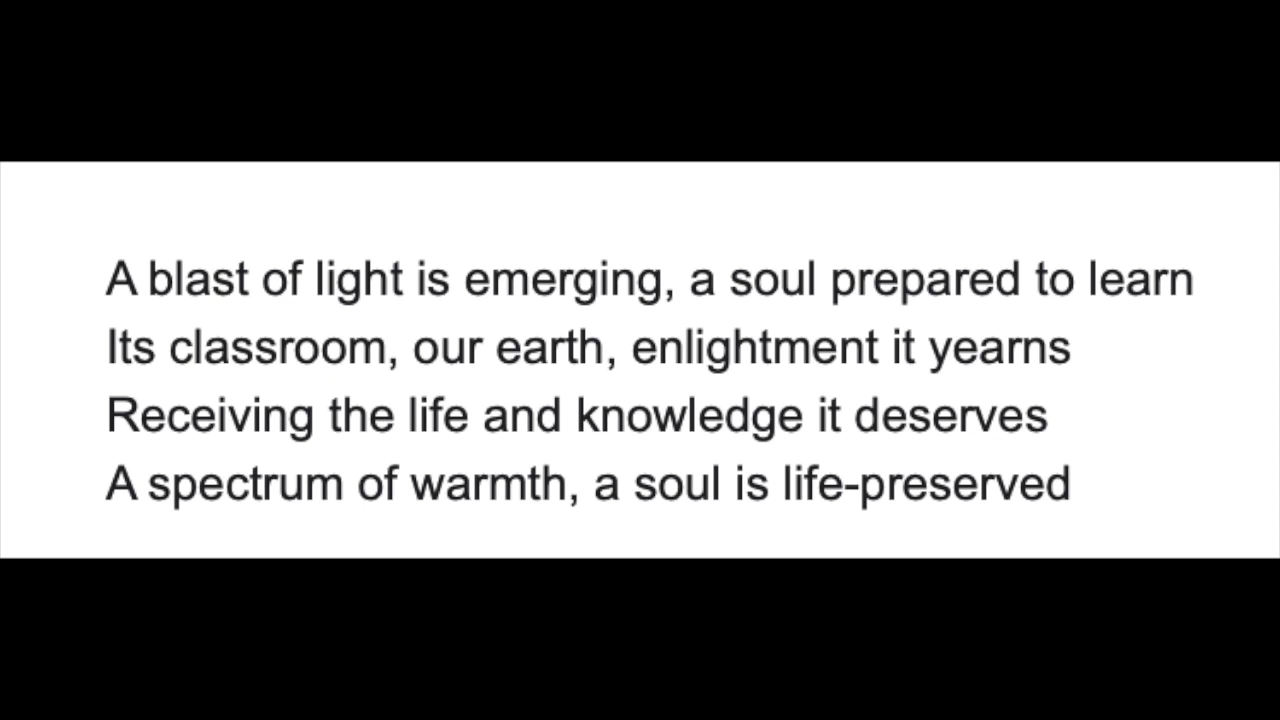 A blast of light is emerging, a soul prepared to learn
Its classroom, our earth, enlightment it yearns
Receiving the life and knowledge it deserves
A spectrum of warmth, a soul is life-preserved